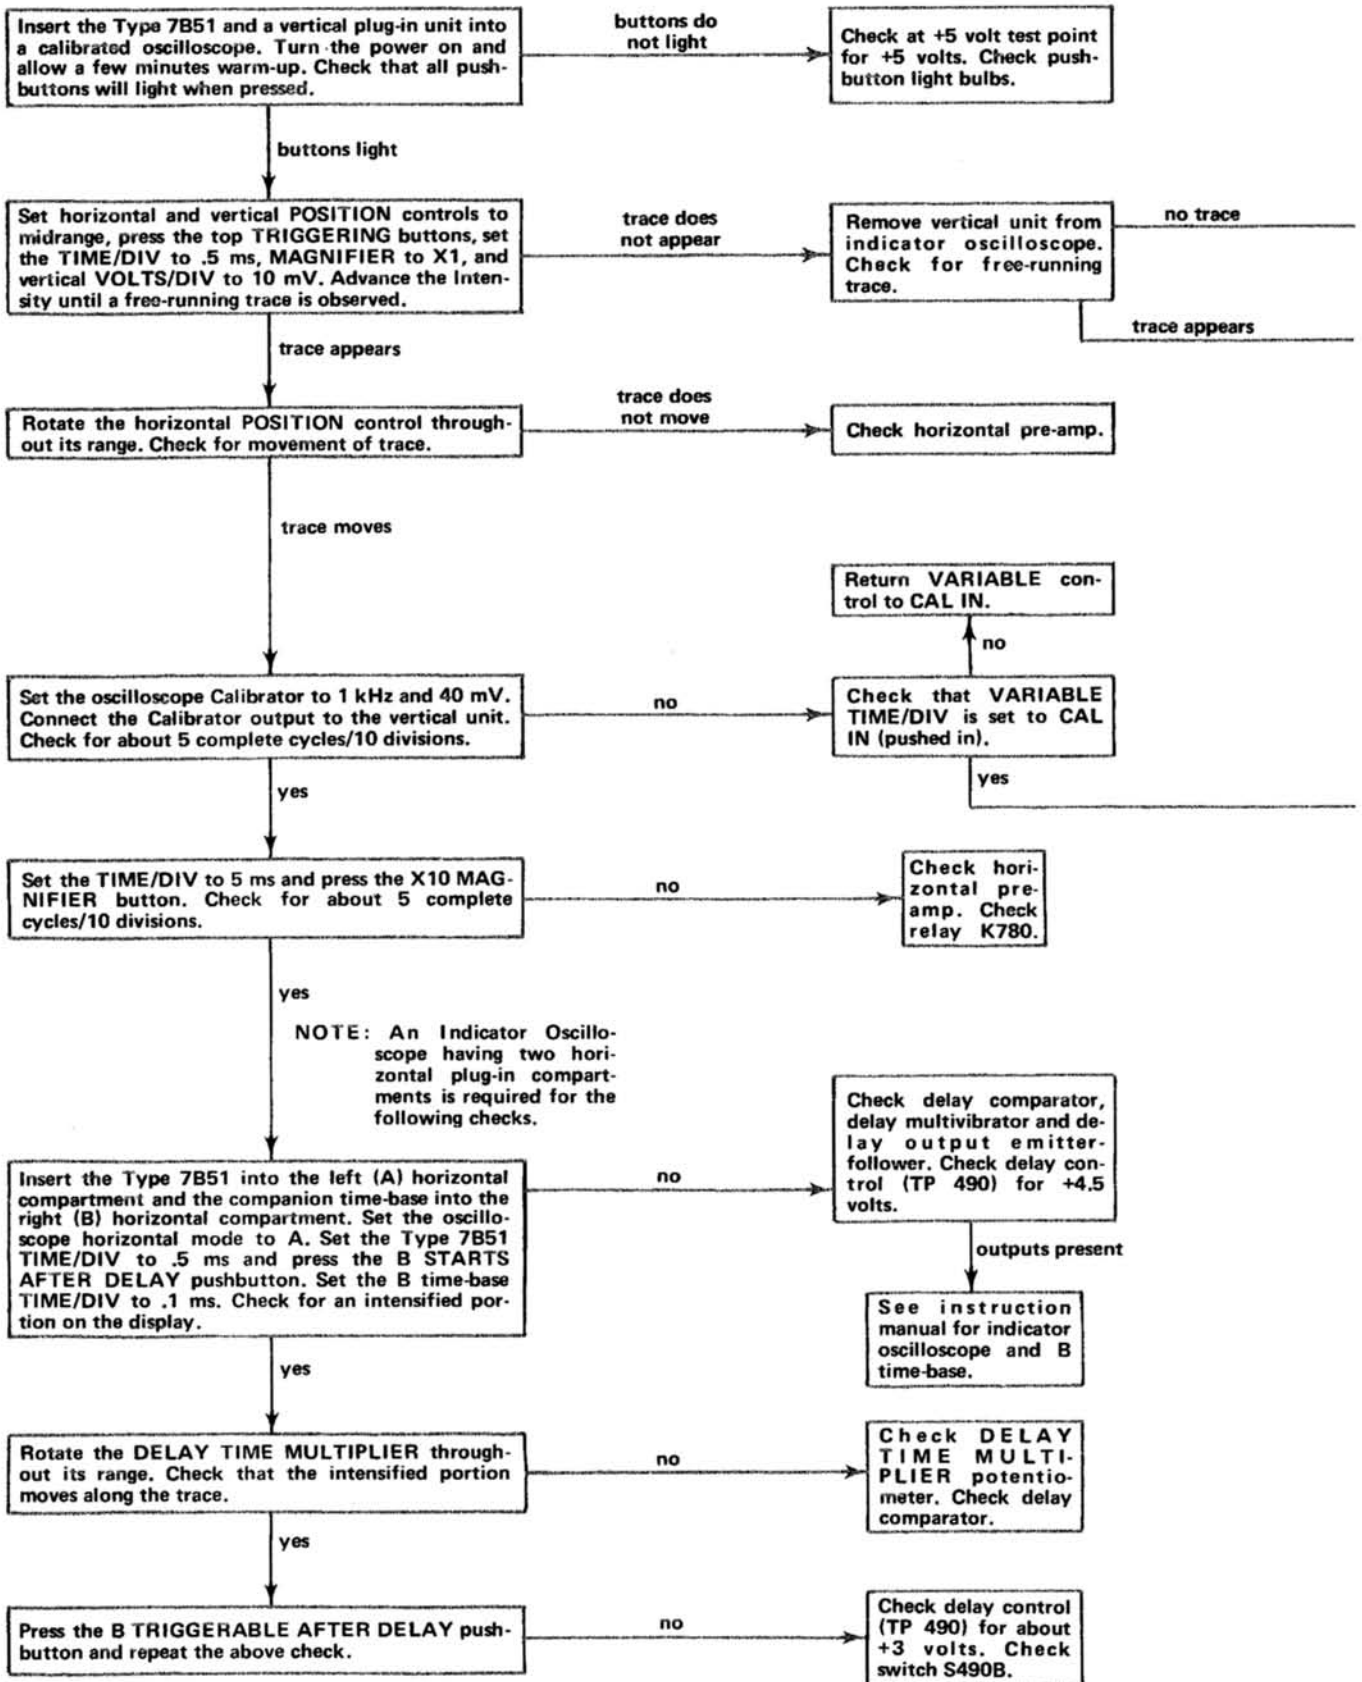 Insert the Type 7B51 and a vertical plug-in unit into
a calibrated oscilloscope. Turn the power on and
allow a few minutes warm-up. Check that all push-
buttons will light when pressed.
buttons do
not light
Check at +5 volt test point
for +5 volts. Check push-
button light bulbs.
buttons light
Set horizontal and vertical POSITION controls to
midrange, press the top TRIGGERING buttons, set
the TIME/DIV to .5 ms, MAGNIFIER to X1, and
vertical VOLTS/DIV to 10 mV. Advance the Inten-
sity until a free-running trace is observed.
trace does
not appear
Remove vertical unit from
indicator oscilloscope.
Check for free-running
trace.
no trace
trace appears
trace appears
Rotate the horizontal POSITION control through-
out its range. Check for movement of trace.
trace does
not move
Check horizontal pre-amp.
trace moves
Return VARIABLE con-
trol to CAL IN.
no
Set the oscilloscope Calibrator to 1 kHz and 40 mV.
Connect the Calibrator output to the vertical unit.
Check for about 5 complete cycles/10 divisions.
no
Check that VARIABLE
TIME/DIV is set to CAL
IN (pushed in).
yes
yes
Set the TIME/DIV to 5 ms and press the X10 MAG-
NIFIER button. Check for about 5 complete
cycles/10 divisions.
no
Check hori-
zontal pre-
amp. Check
relay K780.
yes
NOTE: An Indicator Oscillo-
scope having two hori-
zontal plug-in compart-
ments is required for the
following checks.
Insert the Type 7B51 into the left (A) horizontal
compartment and the companion time-base into the
right (B) horizontal compartment. Set the oscillo-
scope horizontal mode to A. Set the Type 7B51
TIME/DIV to .5 ms and press the B STARTS
AFTER DELAY pushbutton. Set the B time-base
TIME/DIV to .1 ms. Check for an intensified por-
tion on the display.
no
Check delay comparator,
delay multivibrator and de-
lay output emitter-
follower. Check delay con-
trol (TP 490) for +4.5
volts.
outputs present
See instruction
manual for indicator
oscilloscope and B
time-base.
yes
Rotate the DELAY TIME MULTIPLIER through-
out its range. Check that the intensified portion
moves along the trace.
no
Check DELAY
TIME MULTI-
PLIER potentio-
meter. Check delay
comparator.
yes
Press the B TRIGGERABLE AFTER DELAY push-
button and repeat the above check.
no
Check delay control
(TP 490) for about
+3 volts. Check
switch S490B.